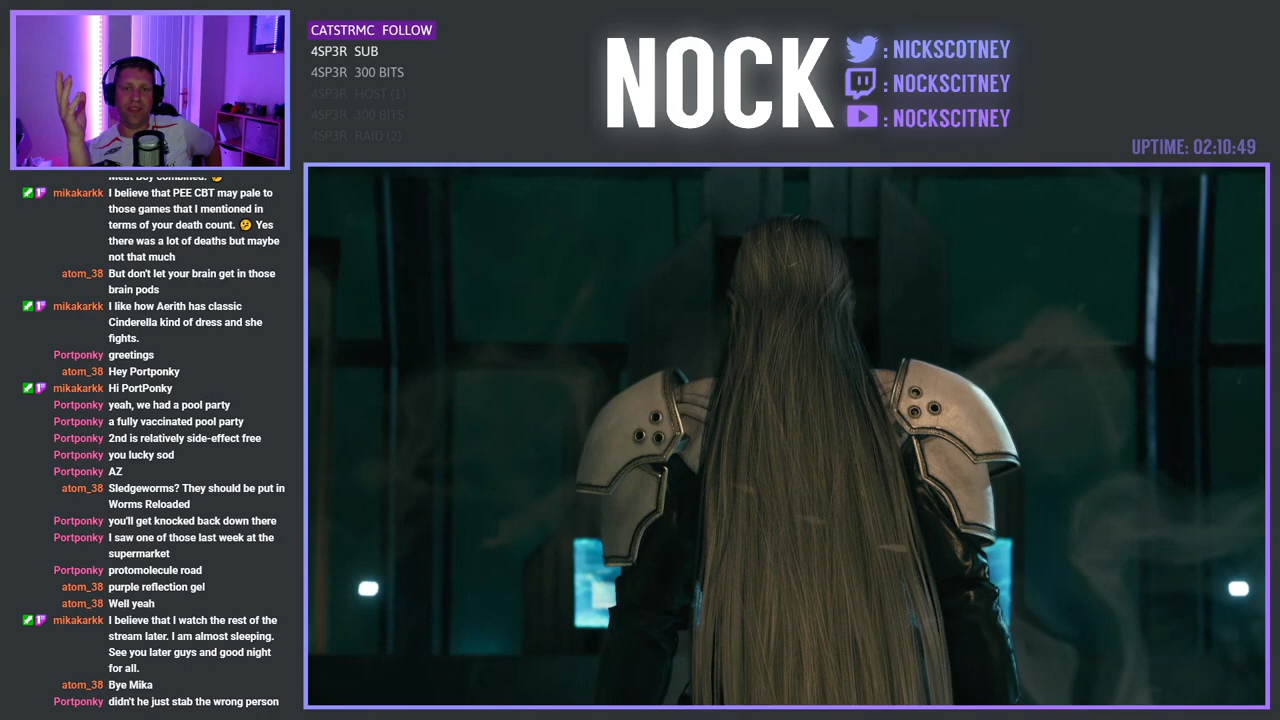 CATSTRMC FOLLOW
4SP3R SUB
4SP3R 300 BITS
4SP3R HOST (1)
4SP3R 300 BITS
4SP3R RAID (2)
NOCK
: NICKSCOTNEY
: NOCKSCITNEY
: NOCKSCITNEY
UPTIME: 02:10:49
Meat Boy combined.
mikakarkk I believe that PEE CBT may pale to
those games that I mentioned in
terms of your death count. 🤔 Yes
there was a lot of deaths but maybe
not that much
atom_38 But don't let your brain get in those
brain pods
mikakarkk I like how Aerith has classic
Cinderella kind of dress and she
fights.
Portponky greetings
atom_38 Hey Portponky
mikakarkk Hi PortPonky
Portponky yeah, we had a pool party
Portponky a fully vaccinated pool party
Portponky 2nd is relatively side-effect free
Portponky you lucky sod
Portponky AZ
atom_38 Sledgeworms? They should be put in
Worms Reloaded
Portponky you'll get knocked back down there
Portponky I saw one of those last week at the
supermarket
Portponky protomolecule road
atom_38 purple reflection gel
atom_38 Well yeah
mikakarkk I believe that I watch the rest of the
stream later. I am almost sleeping.
See you later guys and good night
for all.
atom_38 Bye Mika
Portponky didn't he just stab the wrong person